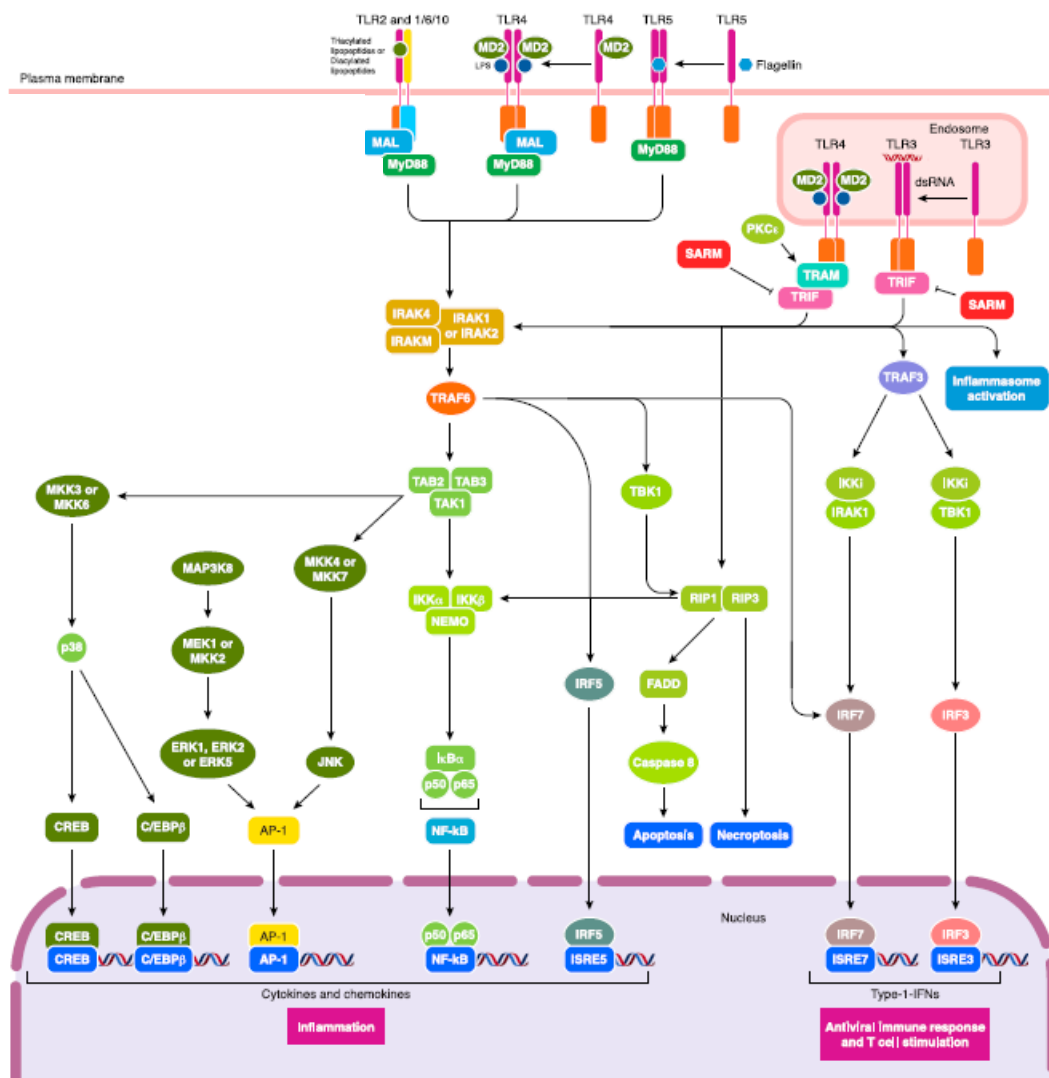 TLR2 and 1/6/10
TLR4
TLR4
TLR5
TLR5
Triacylated
lipopeptides or
Diacylated
lipopeptides
MD2
MD2
MD2
LPS
Flagellin
Plasma membrane
MAL
MyD88
MAL
MyD88
MyD88
Endosome
TLR4
TLR3
TLR3
MD2
MD2
dsRNA
PKCε
SARM
TRAM
TRIF
TRIF
SARM
IRAK4
IRAKM
IRAK1
or IRAK2
TRAF6
TRAF3
Inflammasome
activation
MKK3 or
MKK6
TAB2
TAB3
TAK1
TBK1
IKKi
IRAK1
IKKi
TBK1
MAP3K8
MKK4 or
MKK7
IKKα
IKKβ
NEMO
RIP1
RIP3
p38
MEK1 or
MKK2
IRF5
FADD
IRF7
IRF3
ERK1, ERK2
or ERK5
JNK
IκBα
p50
p65
Caspase 8
CREB
C/EBPβ
AP-1
NF-kB
Apoptosis
Necroptosis
Nucleus
CREB
CREB
C/EBPβ
C/EBPβ
AP-1
AP-1
p50
p65
NF-kB
IRF5
ISRE5
IRF7
ISRE7
IRF3
ISRE3
Cytokines and chemokines
Type-1-IFNs
Inflammation
Antiviral immune response
and T cell stimulation